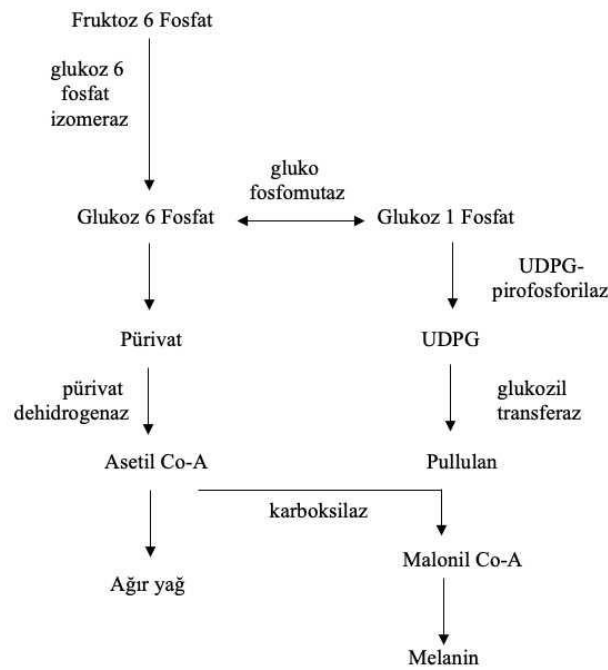 Fruktoz 6 Fosfat
glukoz 6
fosfat
izomeraz
gluko
fosfomutaz
Glukoz 6 Fosfat
Glukoz 1 Fosfat
UDPG-
pirofosforilaz
Pürivat
UDPG
pürivat
dehidrogenaz
glukozil
transferaz
Asetil Co-A
Pullulan
karboksilaz
Malonil Co-A
Ağır yağ
Melanin